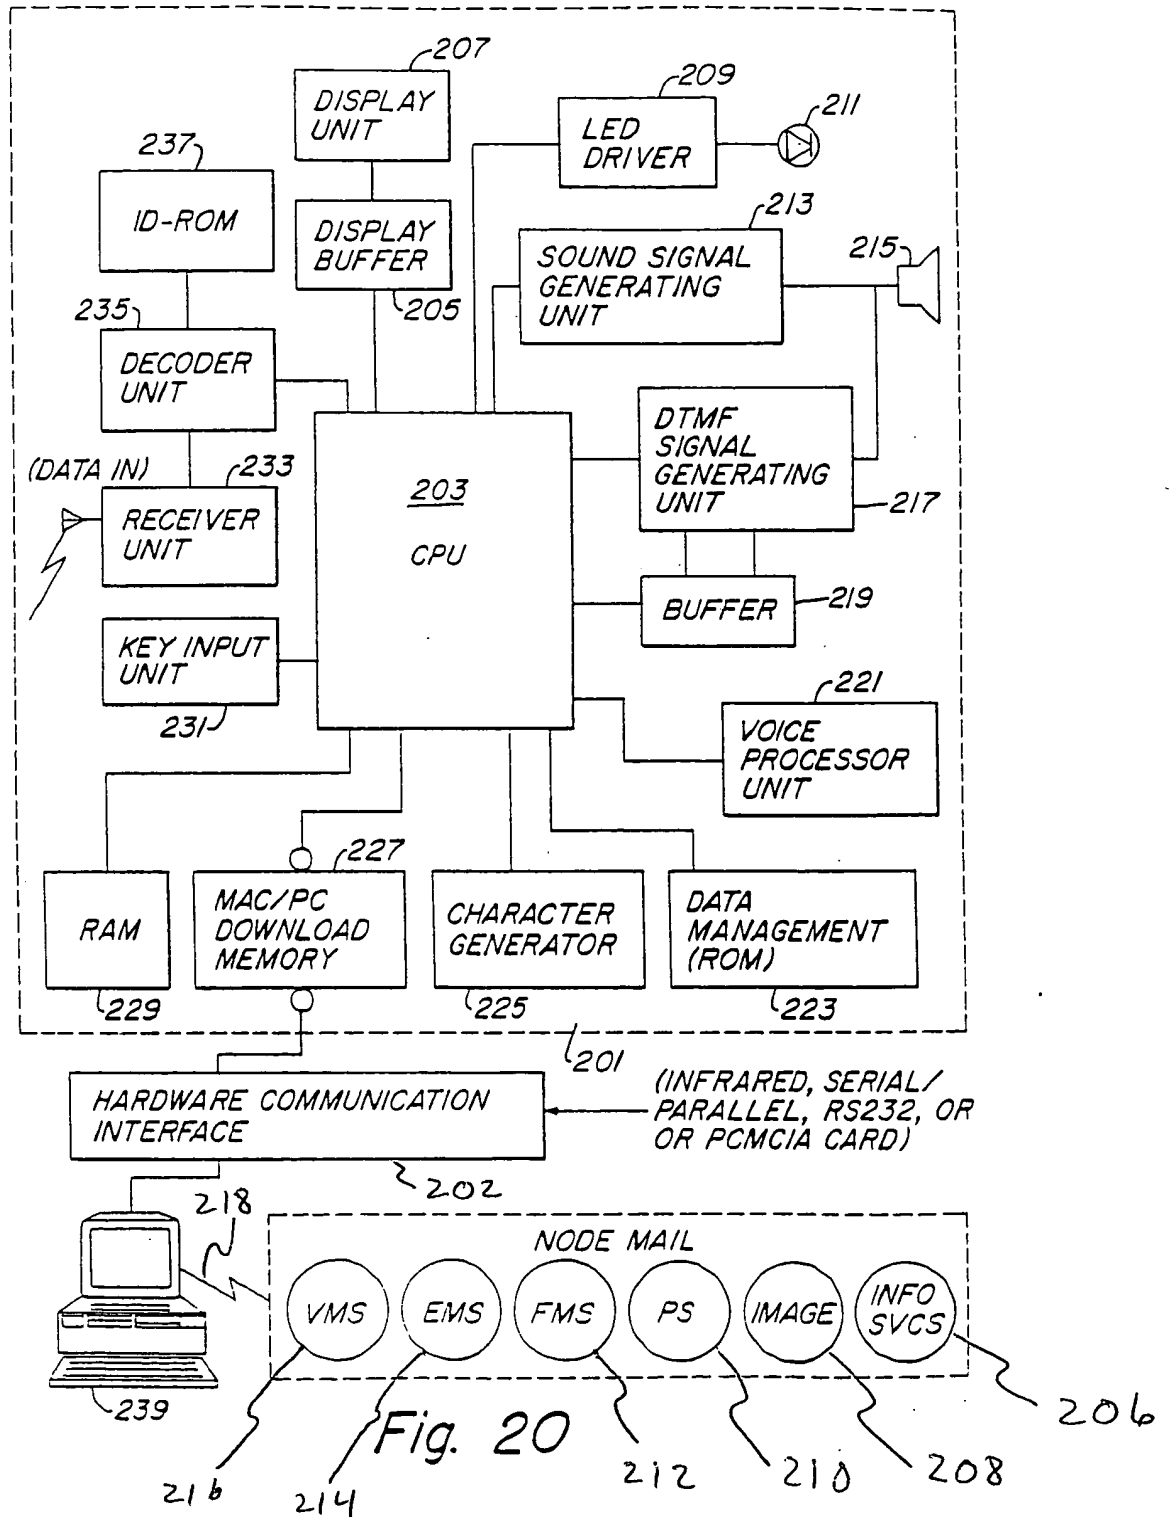 207
DISPLAY
UNIT
209
LED
DRIVER
211
237
ID-ROM
DISPLAY
BUFFER
205
213
SOUND SIGNAL
GENERATING
UNIT
215
235
DECODER
UNIT
DTMF
SIGNAL
GENERATING
UNIT
217
(DATA IN)
233
RECEIVER
UNIT
203
CPU
BUFFER
219
KEY INPUT
UNIT
231
221
VOICE
PROCESSOR
UNIT
RAM
229
227
MAC/PC
DOWNLOAD
MEMORY
CHARACTER
GENERATOR
225
DATA
MANAGEMENT
(ROM)
223
201
HARDWARE COMMUNICATION
INTERFACE
202
(INFRARED, SERIAL/
PARALLEL, RS232, OR
OR PCMCIA CARD)
218
239
NODE MAIL
VMS
EMS
FMS
PS
IMAGE
INFO
SVCS
216
214
212
210
208
206
Fig. 20